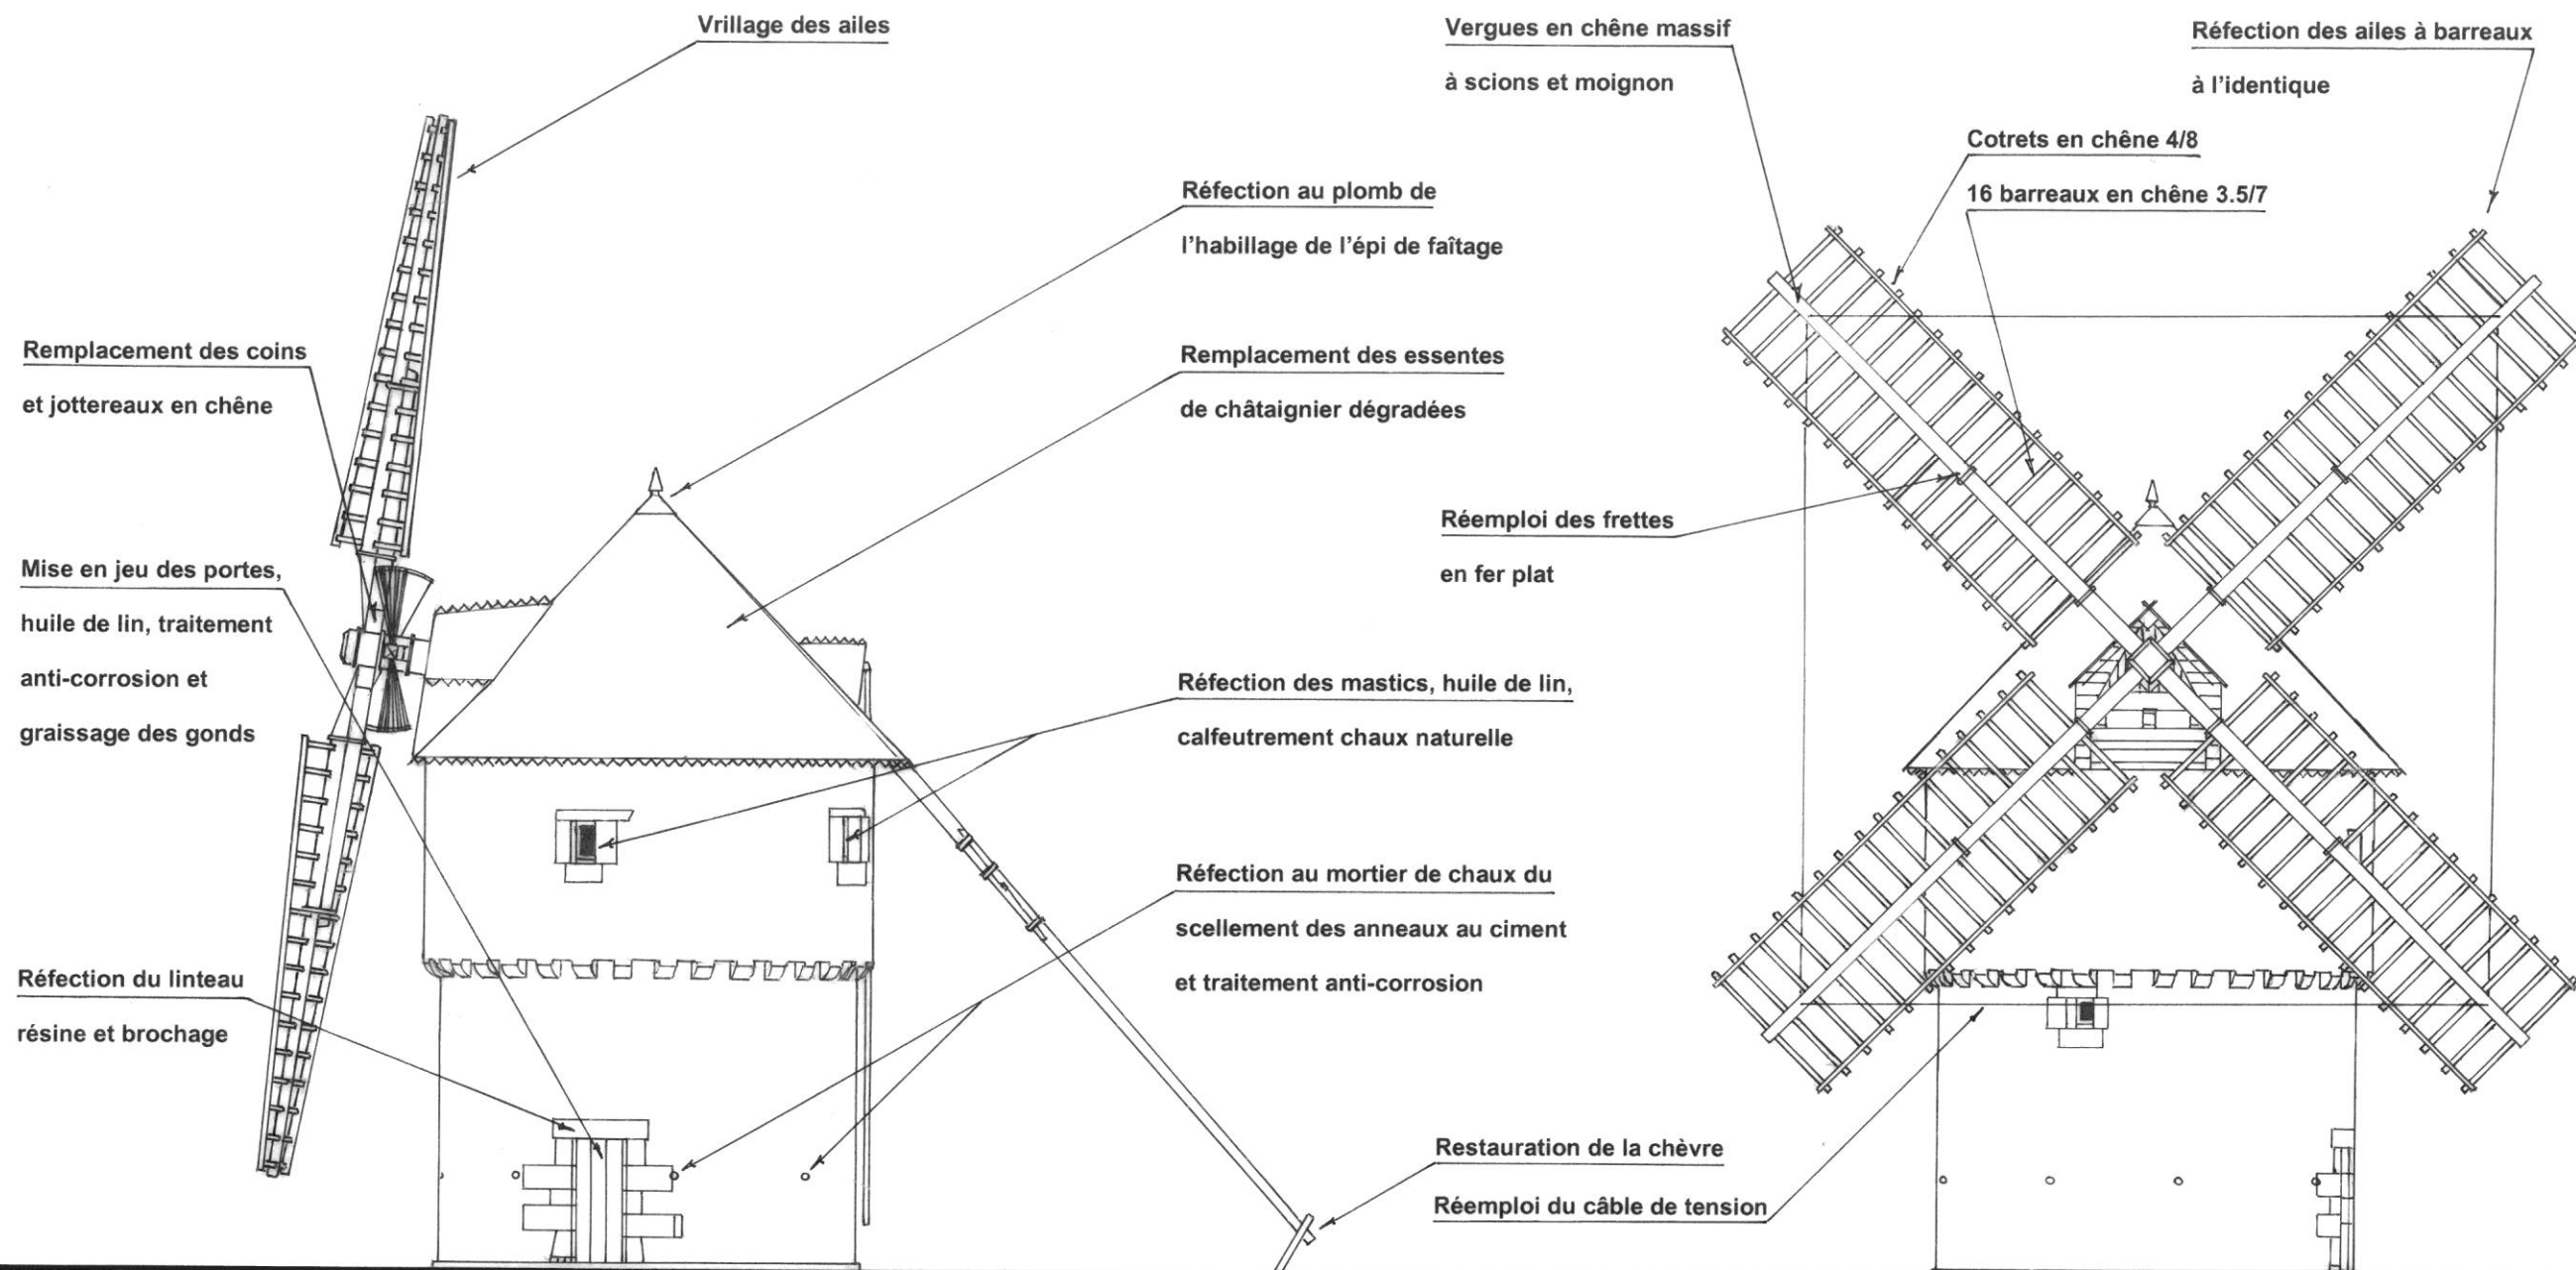 Vrillage des ailes
Remplacement des coins
et jottereaux en chêne
Mise en jeu des portes,
huile de lin, traitement
anti-corrosion et
graissage des gonds
Réfection du linteau
résine et brochage
Réfection au plomb de
l'habillage de l'épi de faîtage
Remplacement des essentes
de châtaignier dégradées
Réfection des mastics, huile de lin,
calfeutrement chaux naturelle
Réfection au mortier de chaux du
scellement des anneaux au ciment
et traitement anti-corrosion
Vergues en chêne massif
à scions et moignon
Réfection des ailes à barreaux
à l'identique
Cotrets en chêne 4/8
16 barreaux en chêne 3.5/7
Réemploi des frettes
en fer plat
Restauration de la chèvre
Réemploi du câble de tension